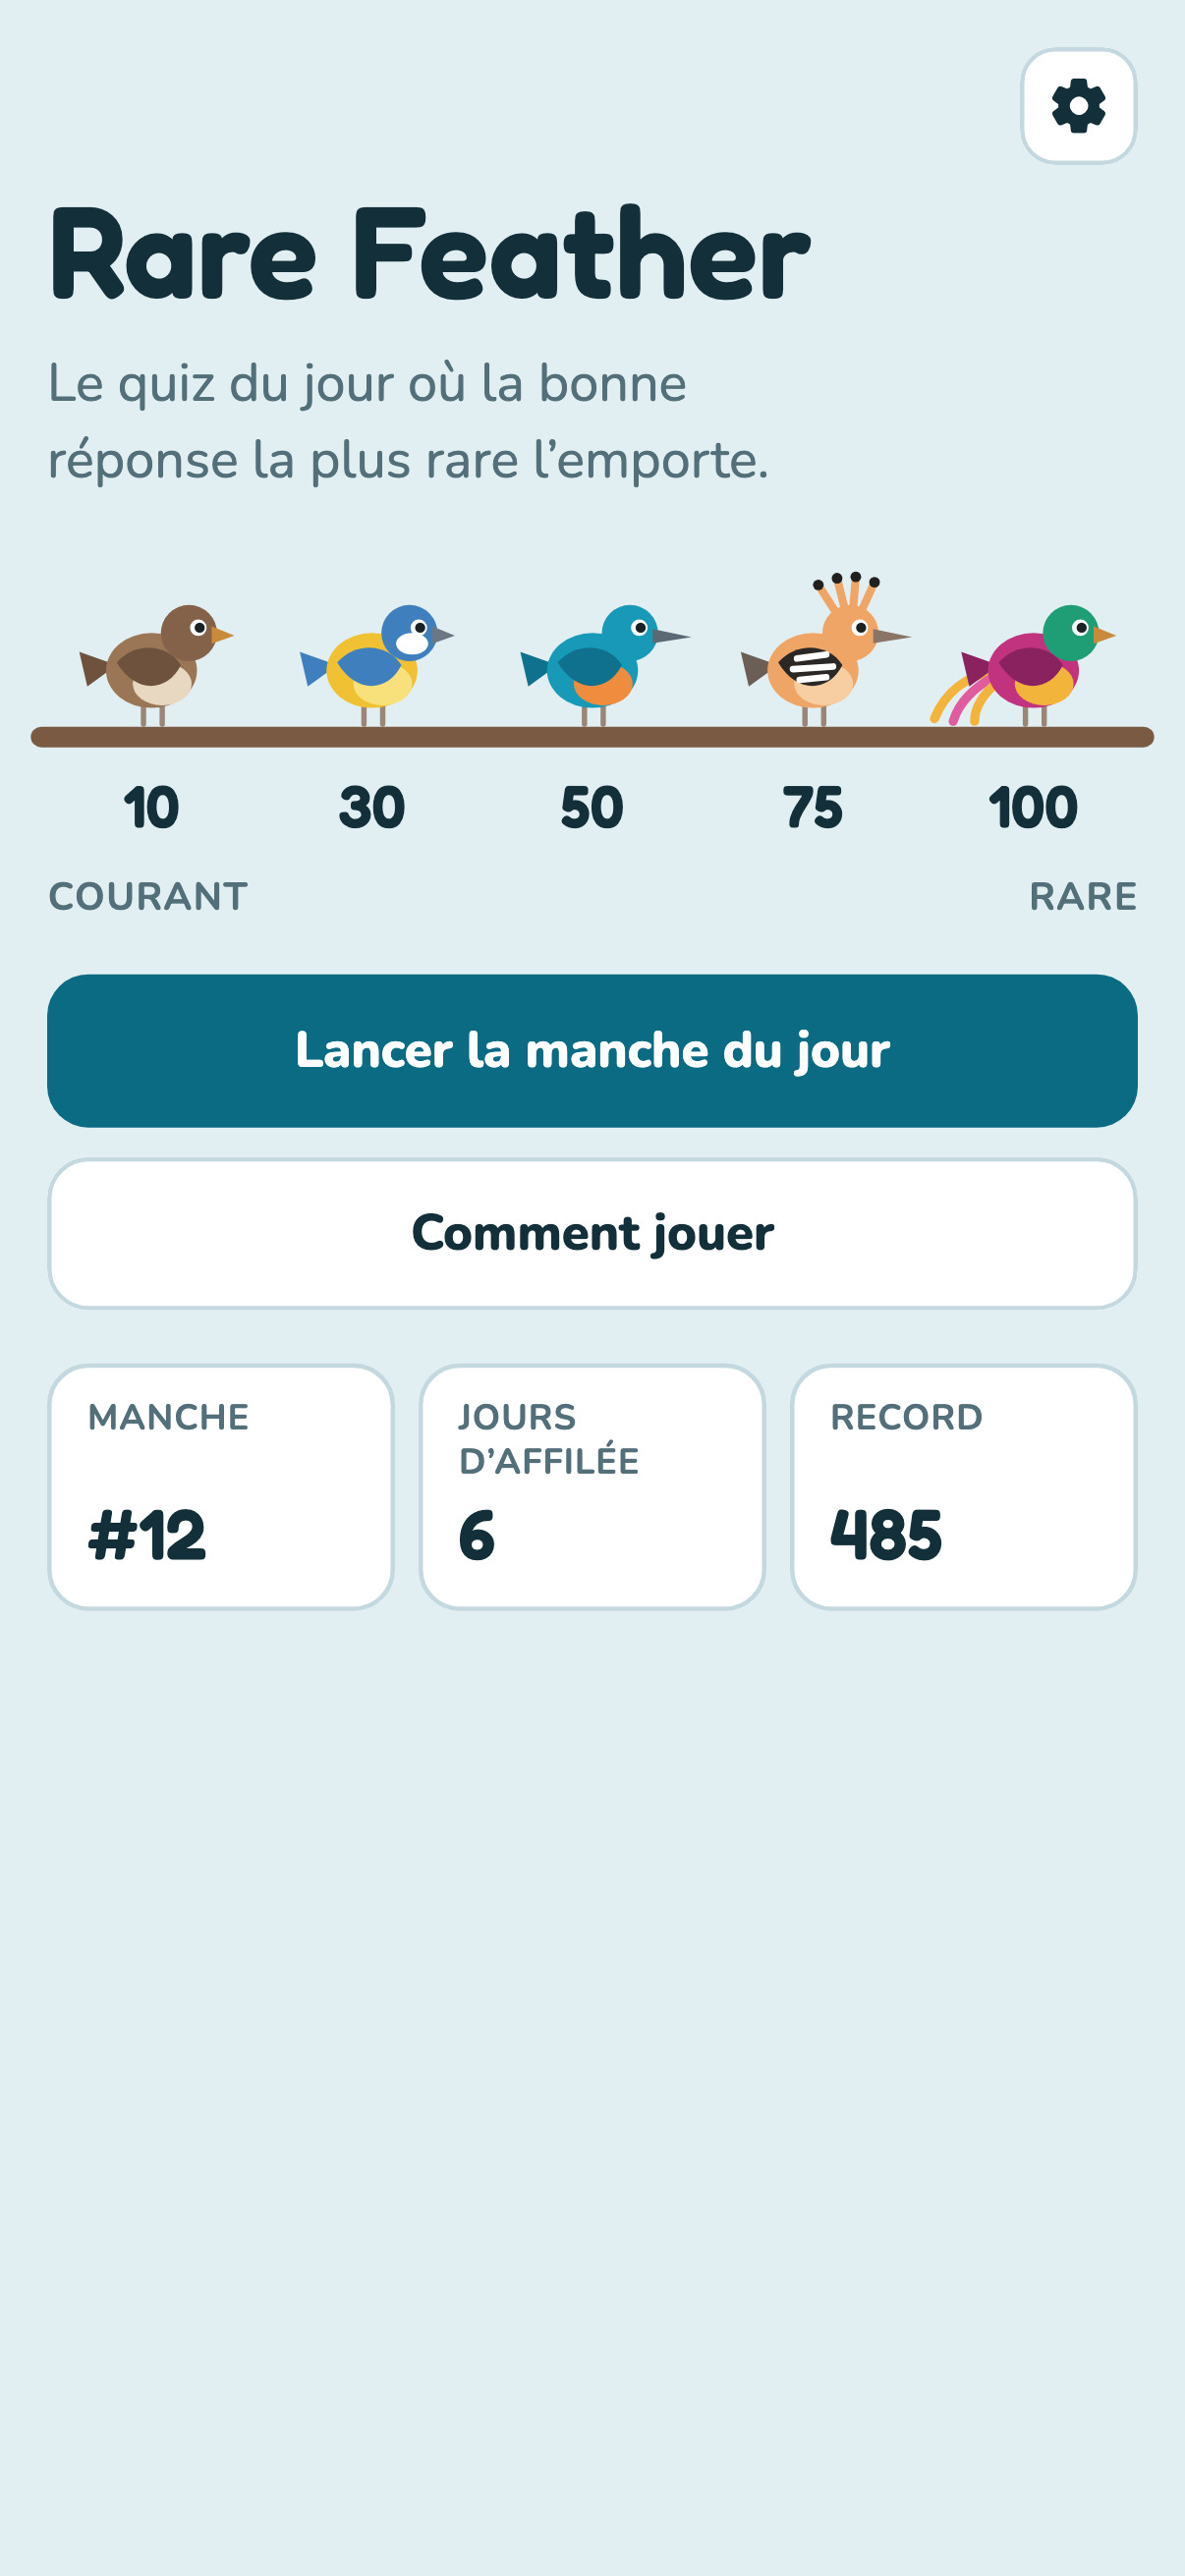 Rare Feather
Le quiz du jour où la bonne
réponse la plus rare l’emporte.
10 30 50 75 100
COURANT RARE
Lancer la manche du jour
Comment jouer
MANCHE
#12
JOURS
D’AFFILÉE
6
RECORD
485